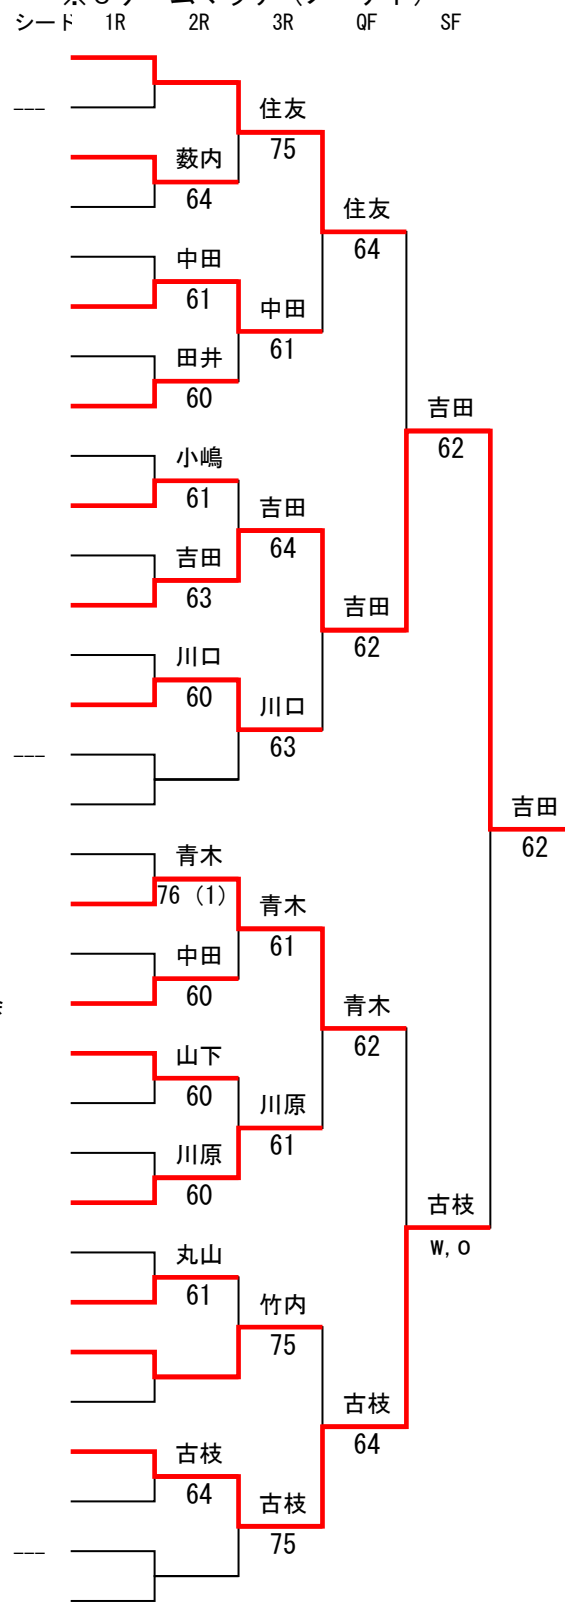 シード 1R 2R 3R QF SF
---
住友
75
薮内
64
住友
64
中田
61
中田
61
田井
60
吉田
62
小嶋
61
吉田
64
吉田
63
吉田
62
川口
60
川口
63
---
吉田
62
青木
76 (1)
青木
61
中田
60
青木
62
山下
60
川原
61
川原
60
古枝
w,o
丸山
61
竹内
75
古枝
64
古枝
64
古枝
75
---